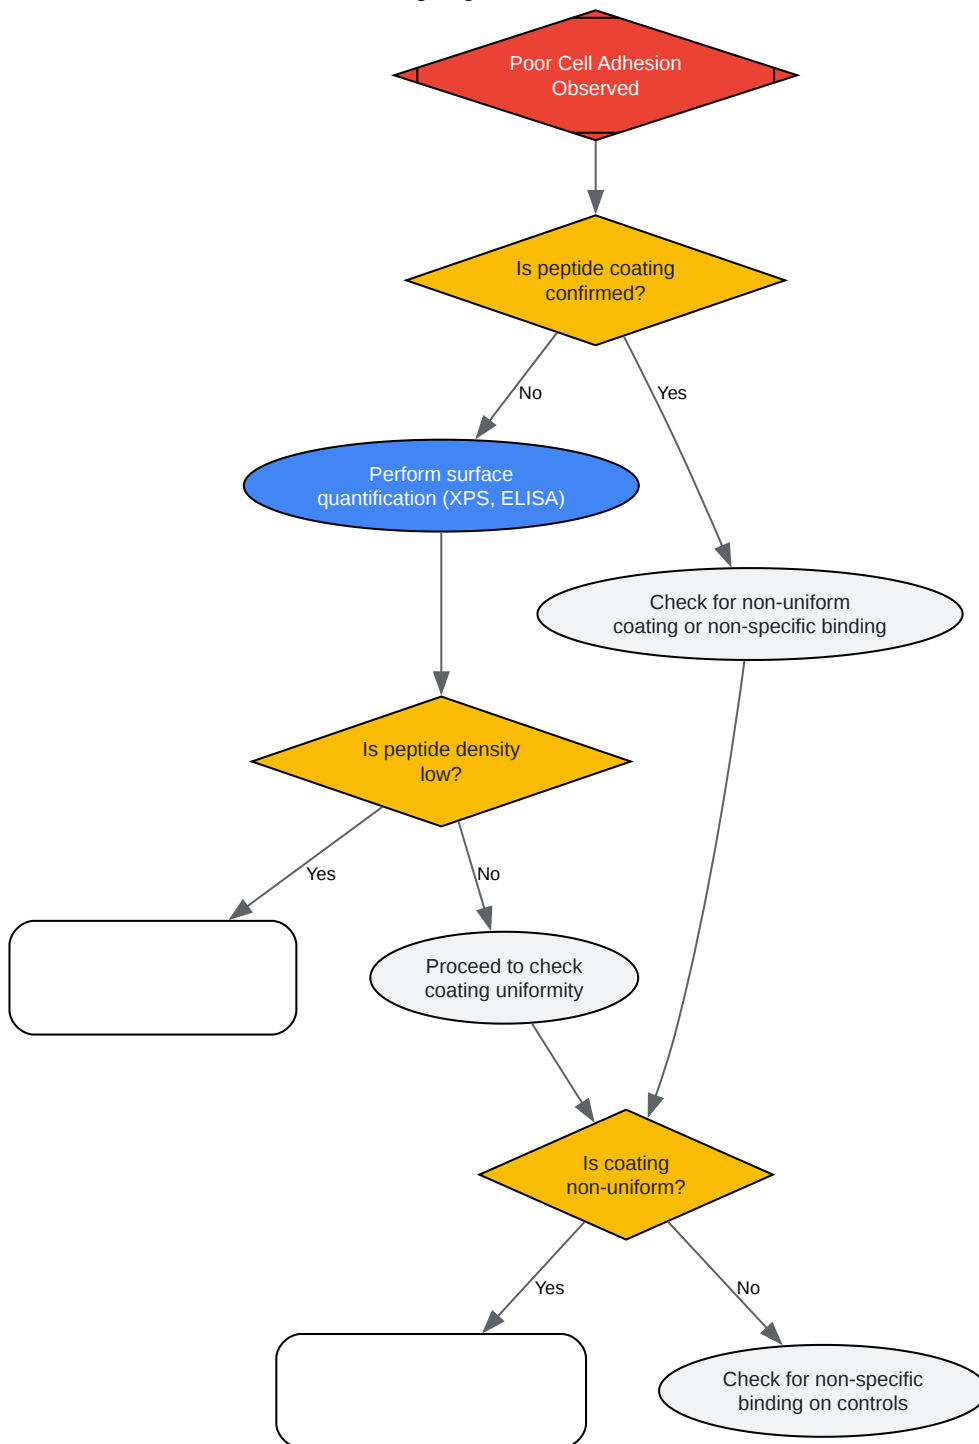 Poor Cell Adhesion
Observed
Is peptide coating
confirmed?
No
Yes
Perform surface
quantification (XPS, ELISA)
Check for non-uniform
coating or non-specific binding
Is peptide density
low?
Yes
No
Proceed to check
coating uniformity
Is coating
non-uniform?
Yes
No
Check for non-specific
binding on controls